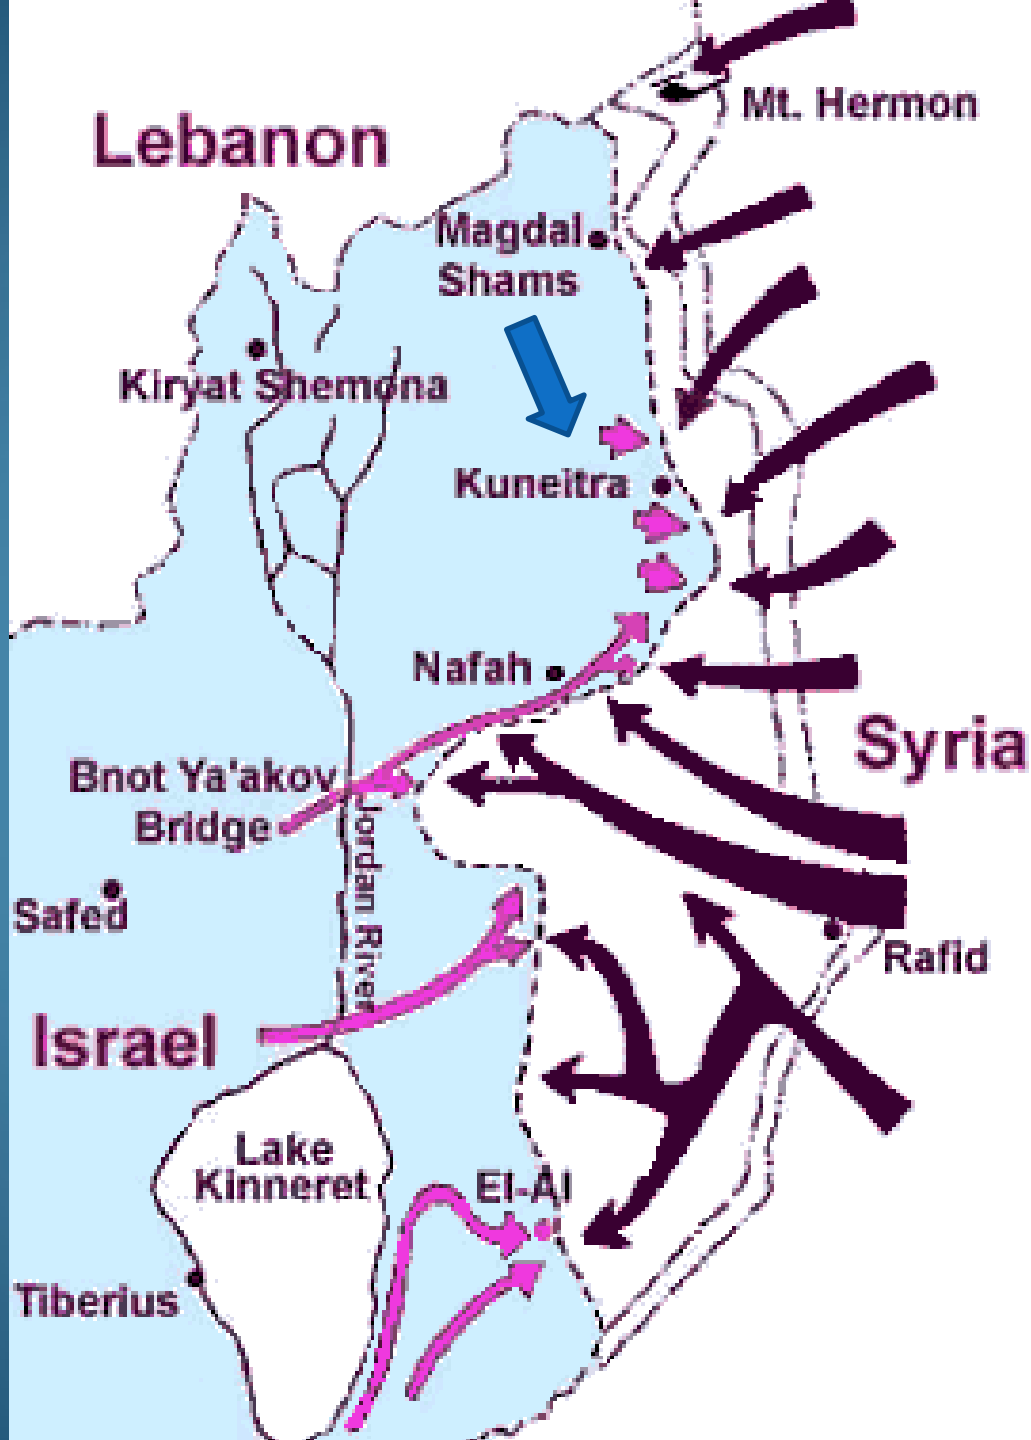 Mt. Hermon
Lebanon
Magdal
Shams
Kiryat Shemona
Kuneitra
Nafah
Syria
Bnot Ya'akov
Bridge
Jordan River
Safed
Rafid
Israel
Lake
Kinneret
El-Al
Tiberius